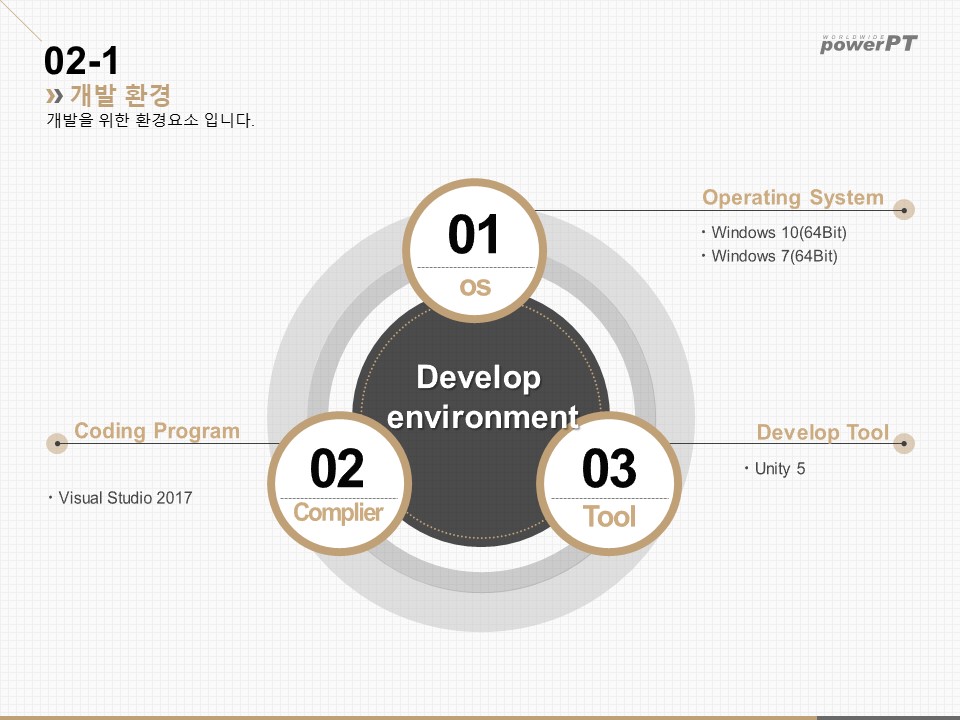 02-1
WORLDWIDE
powerPT
» 개발 환경
개발을 위한 환경요소 입니다.
01
os
Operating System
· Windows 10(64Bit)
· Windows 7(64Bit)
Develop
environment
Coding Program
02
Complier
· Visual Studio 2017
Develop Tool
03
Tool
· Unity 5